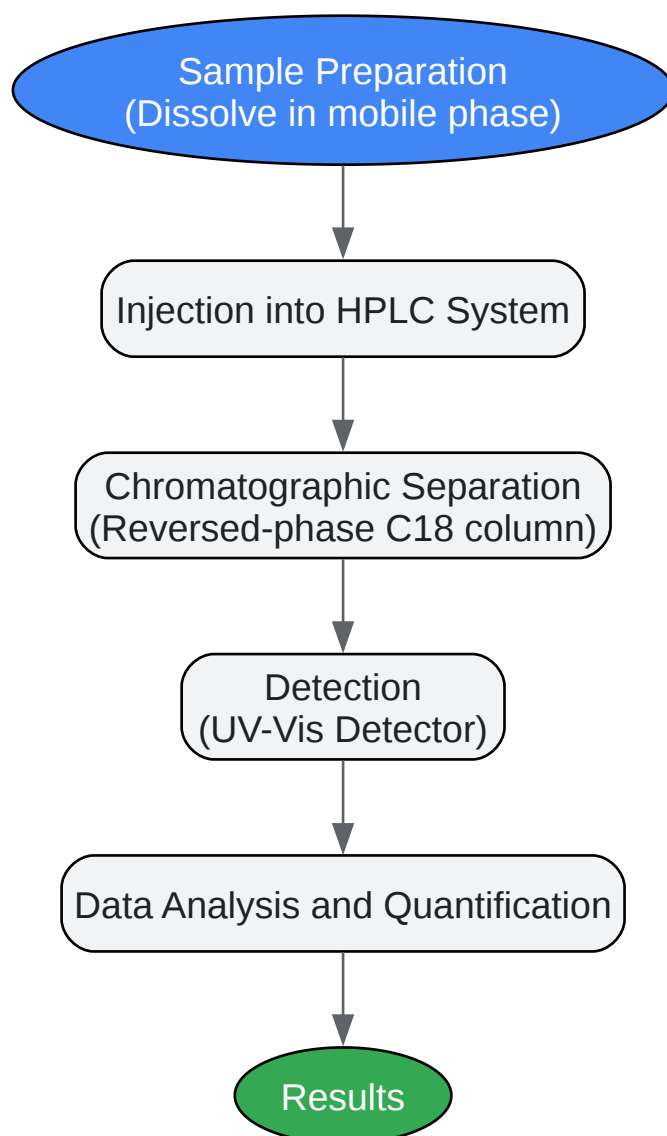 Sample Preparation
(Dissolve in mobile phase)
Injection into HPLC System
Chromatographic Separation
(Reversed-phase C18 column)
Detection
(UV-Vis Detector)
Data Analysis and Quantification
Results